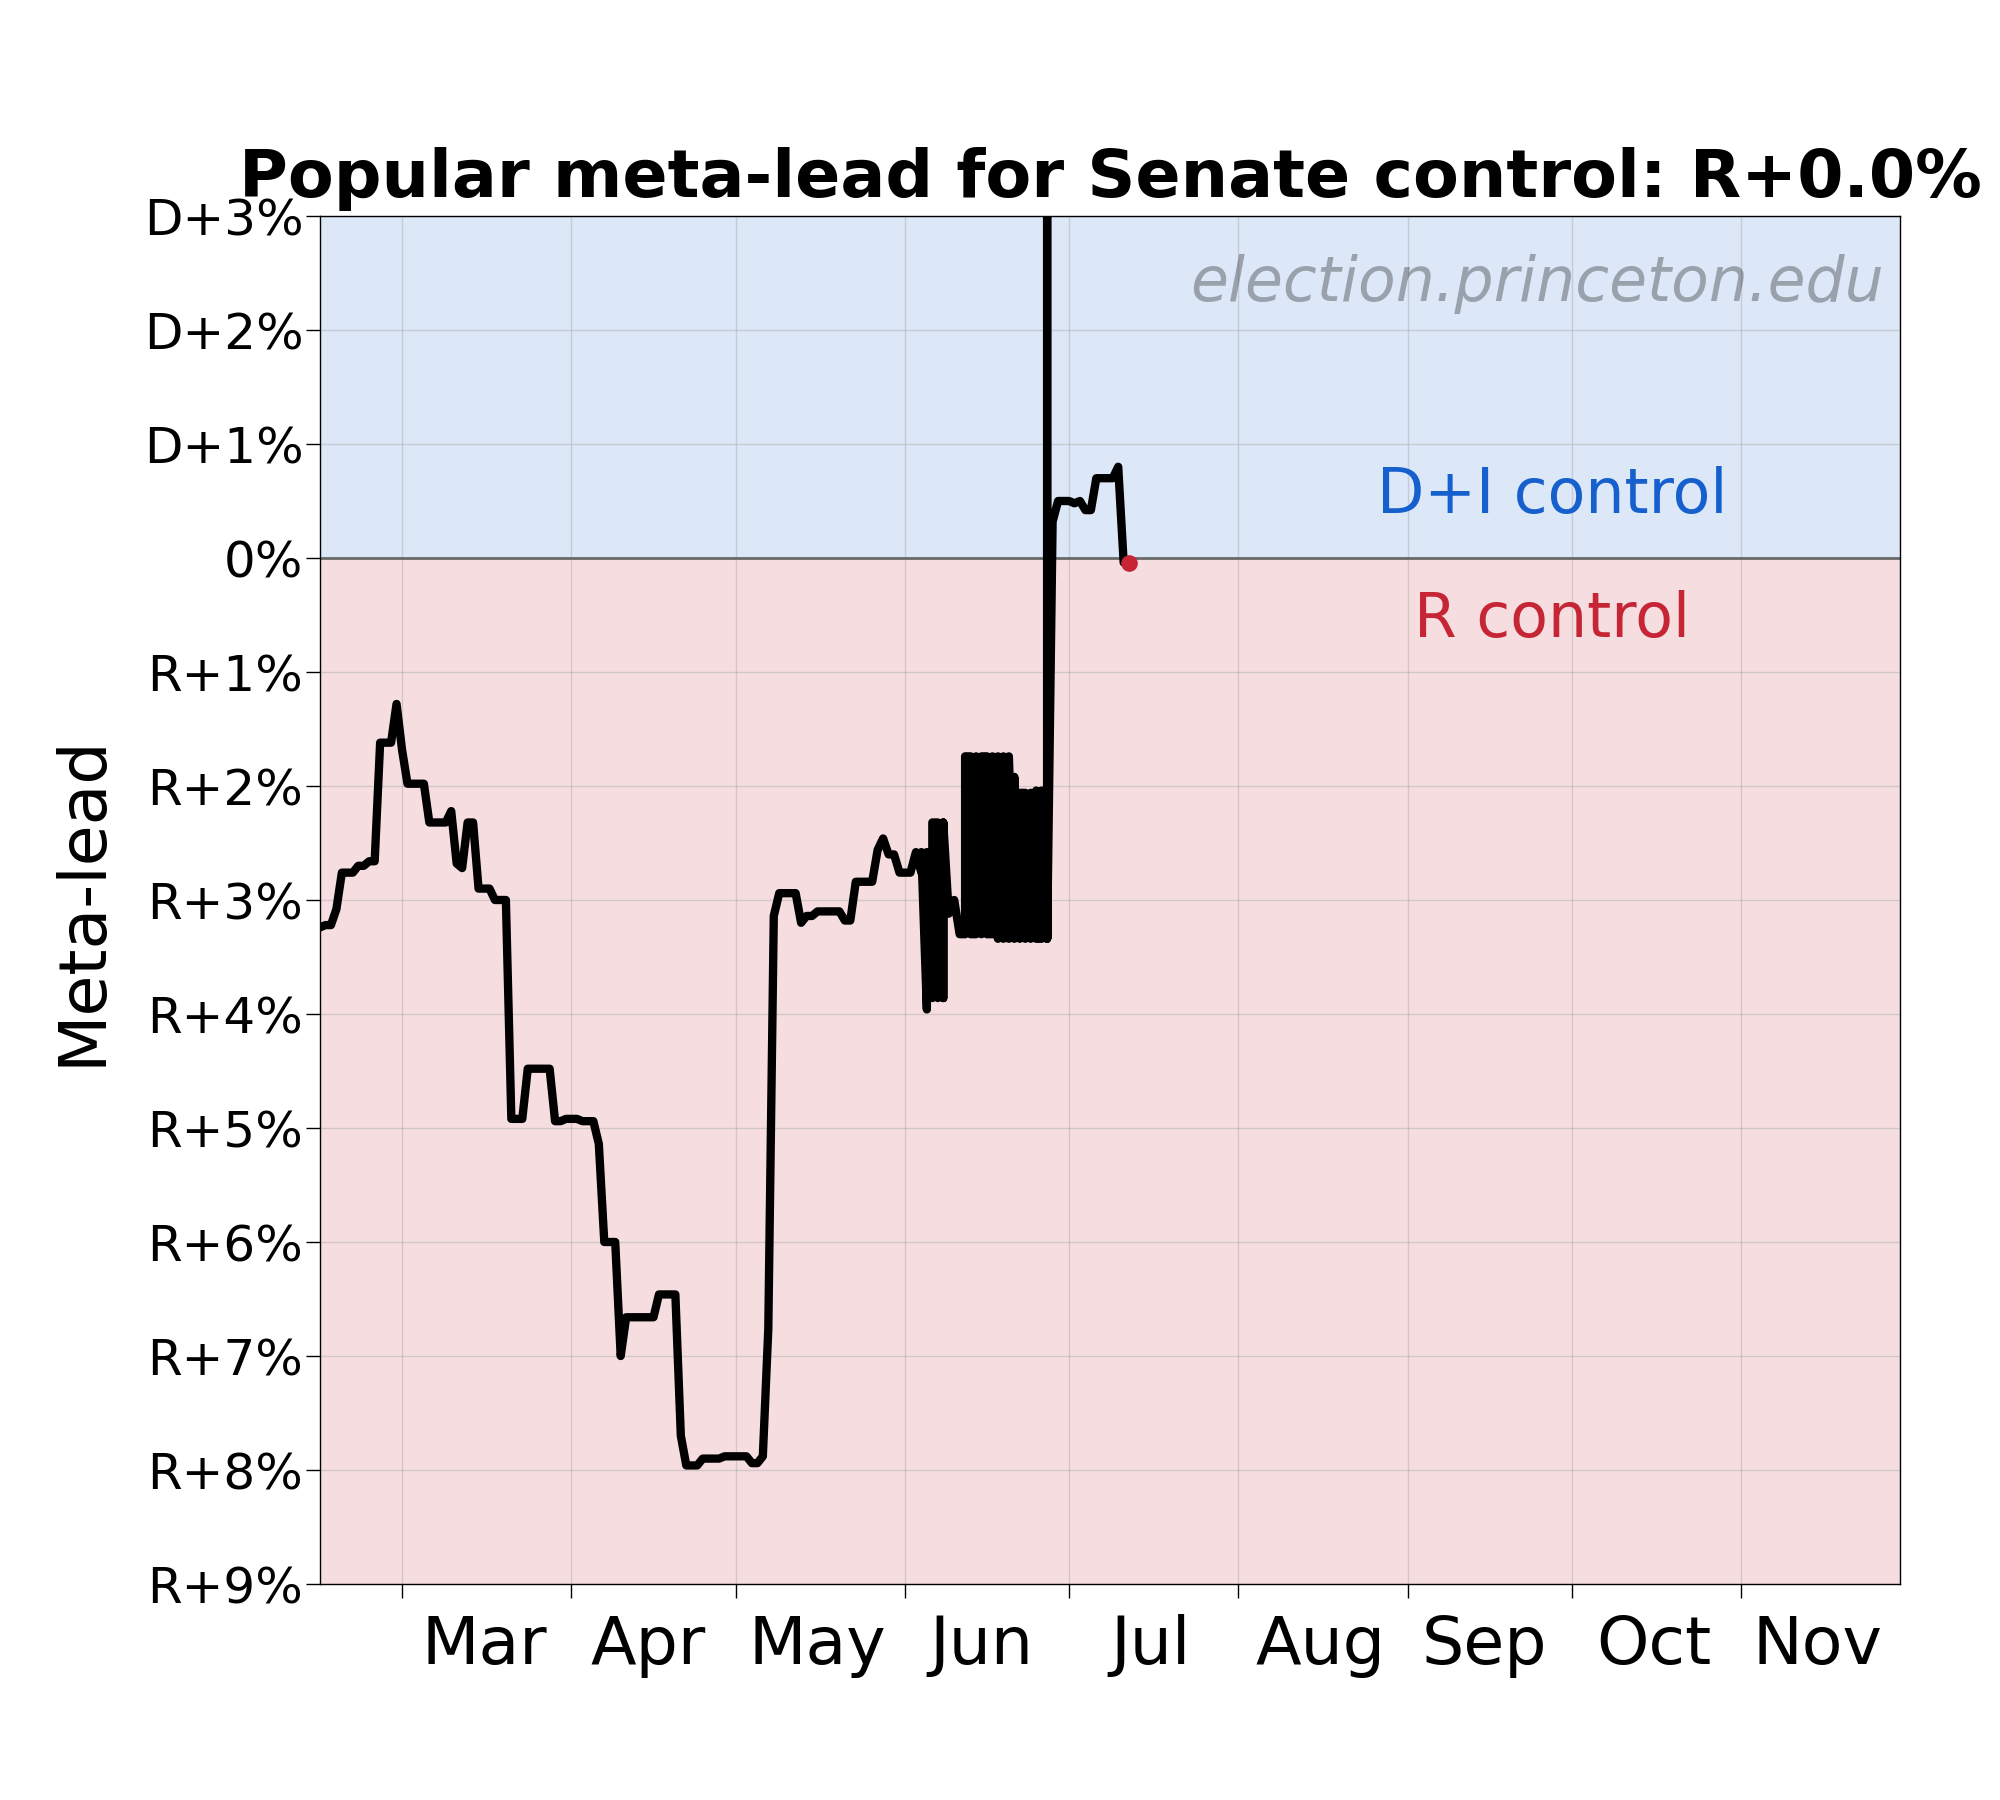 Popular meta-lead for Senate control: R+0.0%
D+3%
election.princeton.edu
D+2%
D+1%
D+I control
0%
R control
R+1%
R+2%
R+3%
R+4%
R+5%
R+6%
R+7%
R+8%
R+9%
Meta-lead
Mar Apr May Jun Jul Aug Sep Oct Nov